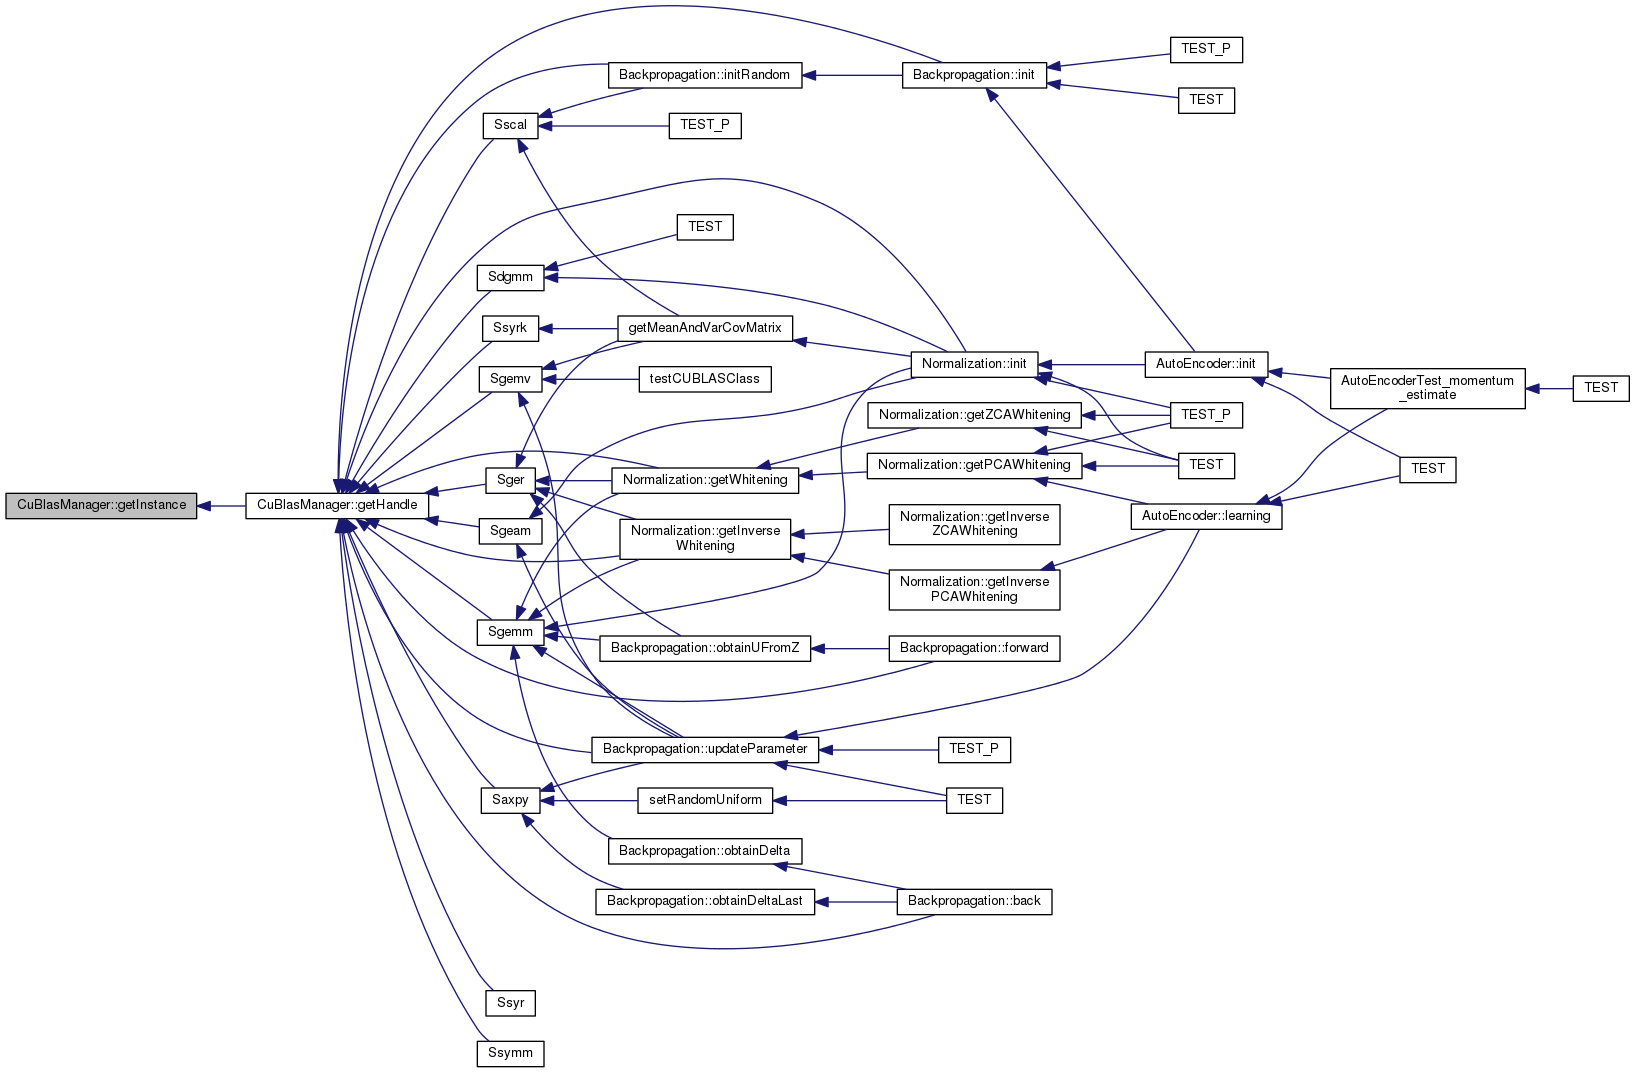 TEST_P
Backpropagation::initRandom
Backpropagation::init
TEST
Sscal
TEST_P
TEST
Sdgmm
Ssyrk
getMeanAndVarCovMatrix
Normalization::init
AutoEncoder::init
Sgemv
testCUBLASClass
AutoEncoderTest_momentum
_estimate
TEST
Normalization::getZCAWhitening
TEST_P
Normalization::getPCAWhitening
TEST
TEST
Sger
Normalization::getWhitening
CuBlasManager::getInstance
CuBlasManager::getHandle
AutoEncoder::learning
Sgeam
Normalization::getInverse
Whitening
Normalization::getInverse
ZCAWhitening
Normalization::getInverse
PCAWhitening
Sgemm
Backpropagation::obtainUFromZ
Backpropagation::forward
Backpropagation::updateParameter
TEST_P
Saxpy
setRandomUniform
TEST
Backpropagation::obtainDelta
Backpropagation::obtainDeltaLast
Backpropagation::back
Ssyr
Ssymm